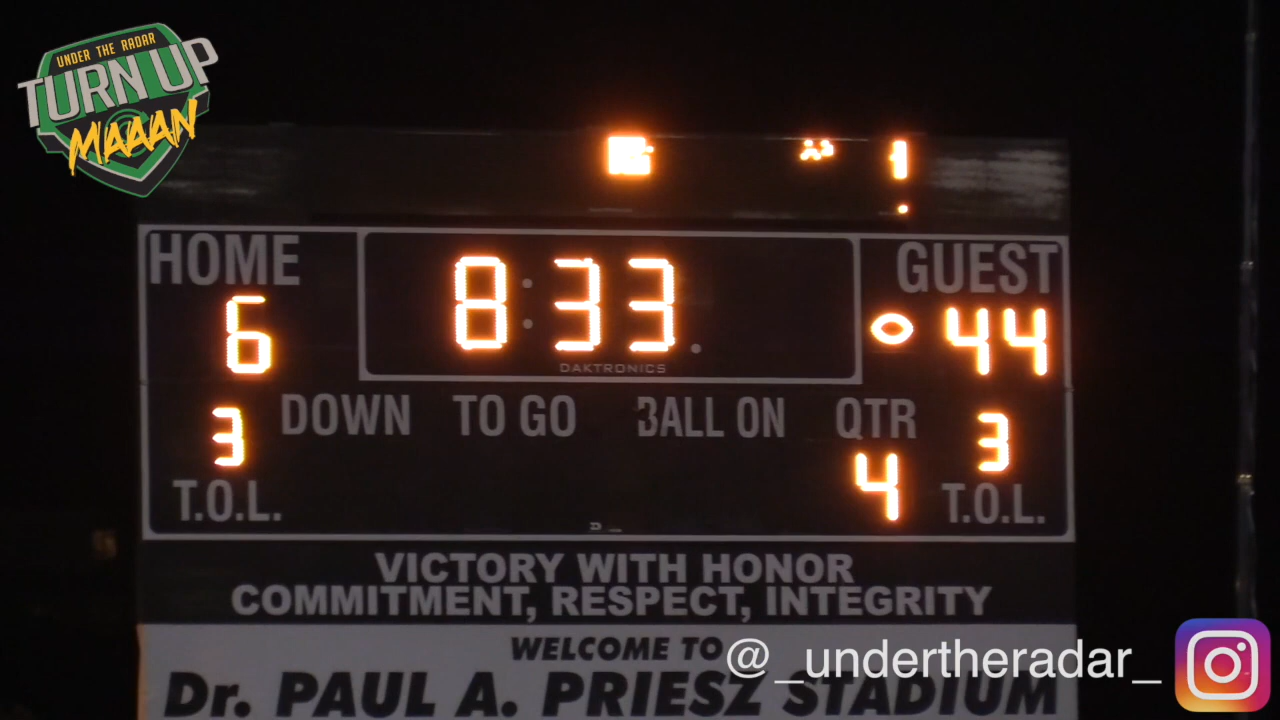 UNDER THE RADAR
TURN UP
MAAAN
1
HOME
8:33
GUEST
6
44
DAKTRONICS
DOWN TO GO BALL ON QTR
3
3
4
T.O.L.
T.O.L.
VICTORY WITH HONOR
COMMITMENT, RESPECT, INTEGRITY
WELCOME TO
Dr. PAUL A. PRIESZ STADIUM
@_undertheradar_